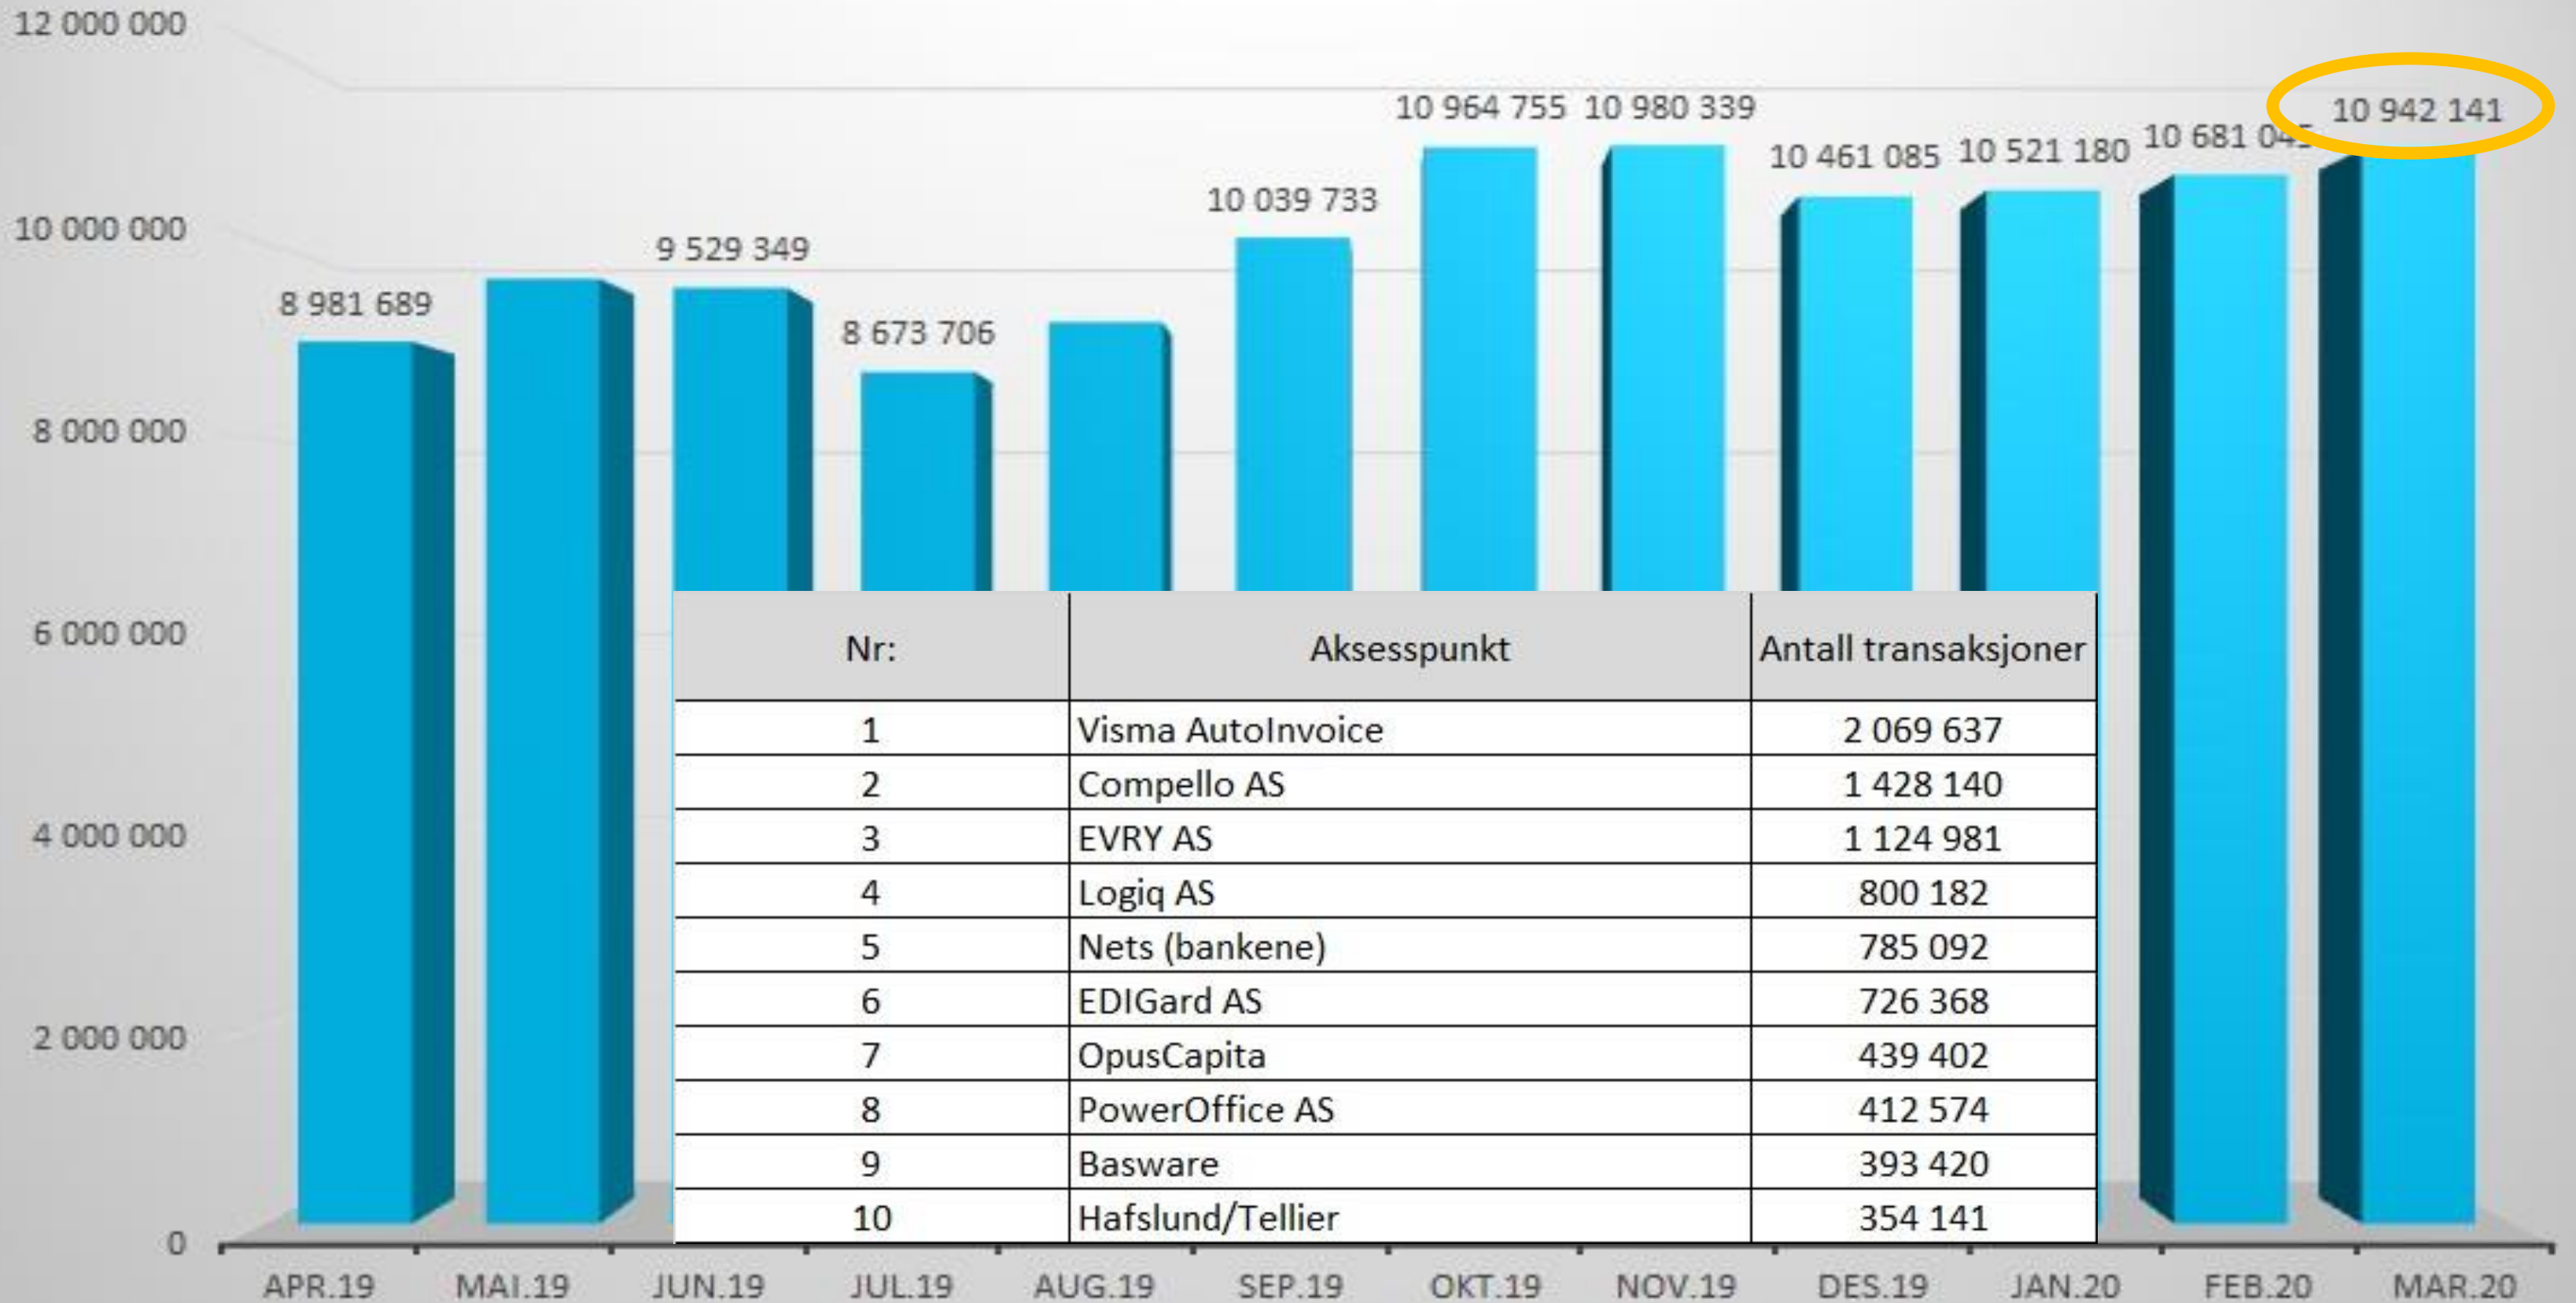 12 000 000
10 000 000
8 000 000
6 000 000
4 000 000
2 000 000
0
8 981 689
9 529 349
8 673 706
10 039 733
10 964 755
10 980 339
10 461 085
10 521 180
10 681 045
10 942 141
Nr: Aksesspunkt Antall transaksjoner
1 Visma AutoInvoice 2 069 637
2 Compello AS 1 428 140
3 EVRY AS 1 124 981
4 Logiq AS 800 182
5 Nets (bankene) 785 092
6 EDIGard AS 726 368
7 OpusCapita 439 402
8 PowerOffice AS 412 574
9 Basware 393 420
10 Hafslund/Tellier 354 141
APR.19 MAI.19 JUN.19 JUL.19 AUG.19 SEP.19 OKT.19 NOV.19 DES.19 JAN.20 FEB.20 MAR.20